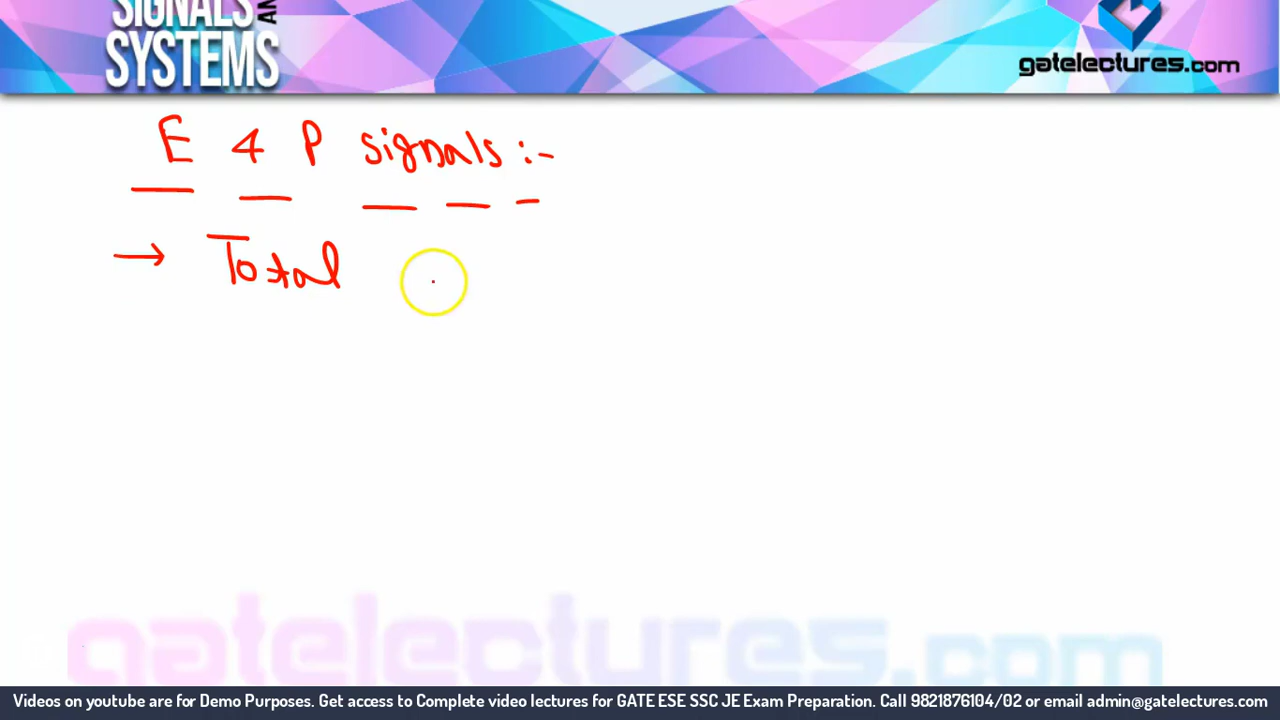 SIGNALS AND
SYSTEMS
gatelectures.com
E & P signals :-
→ Total
gatelectures.com
Videos on youtube are for Demo Purposes. Get access to Complete video lectures for GATE ESE SSC JE Exam Preparation. Call 9821876104/02 or email admin@gatelectures.com